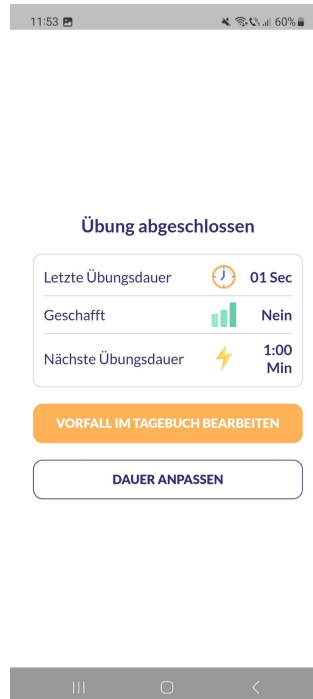 11:53 60%
Übung abgeschlossen
Letzte Übungsdauer 01 Sec
Geschafft Nein
Nächste Übungsdauer 1:00
Min
VORFALL IM TAGEBUCH BEARBEITEN
DAUER ANPASSEN